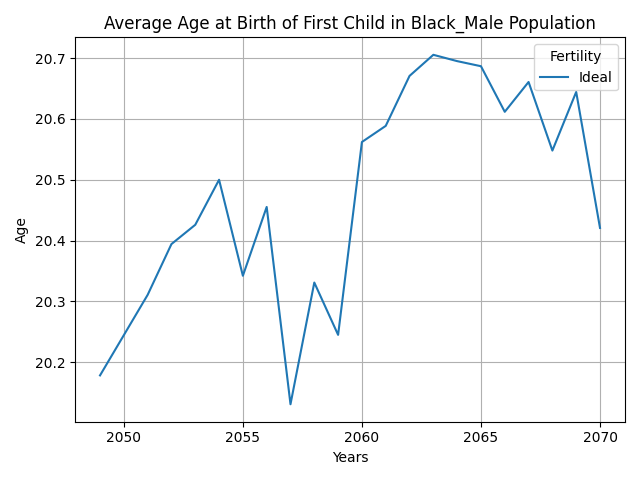 Average Age at Birth of First Child in Black_Male Population
Fertility
Ideal
Age
20.7
20.6
20.5
20.4
20.3
20.2
2050 2055 2060 2065 2070
Years